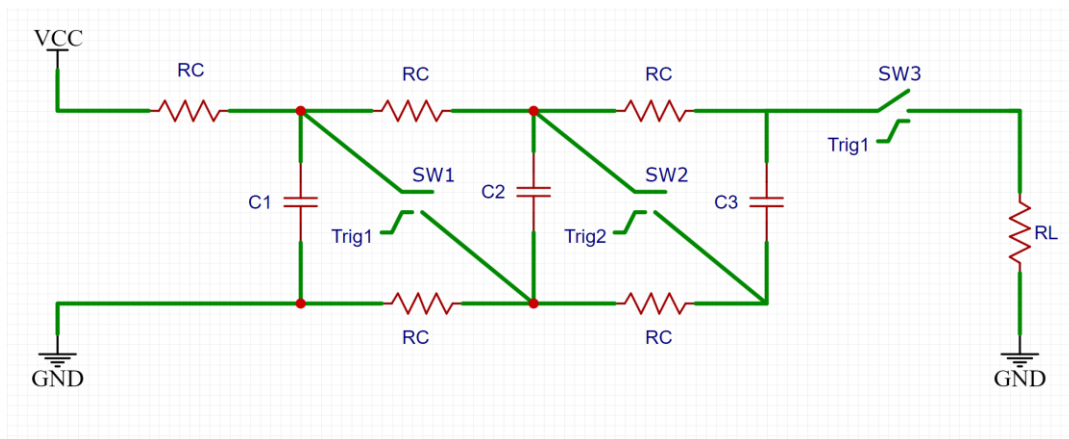 VCC
RC
RC
RC
SW3
Trig1
SW1
SW2
C1
C2
C3
Trig1
Trig2
RL
RC
RC
GND
GND